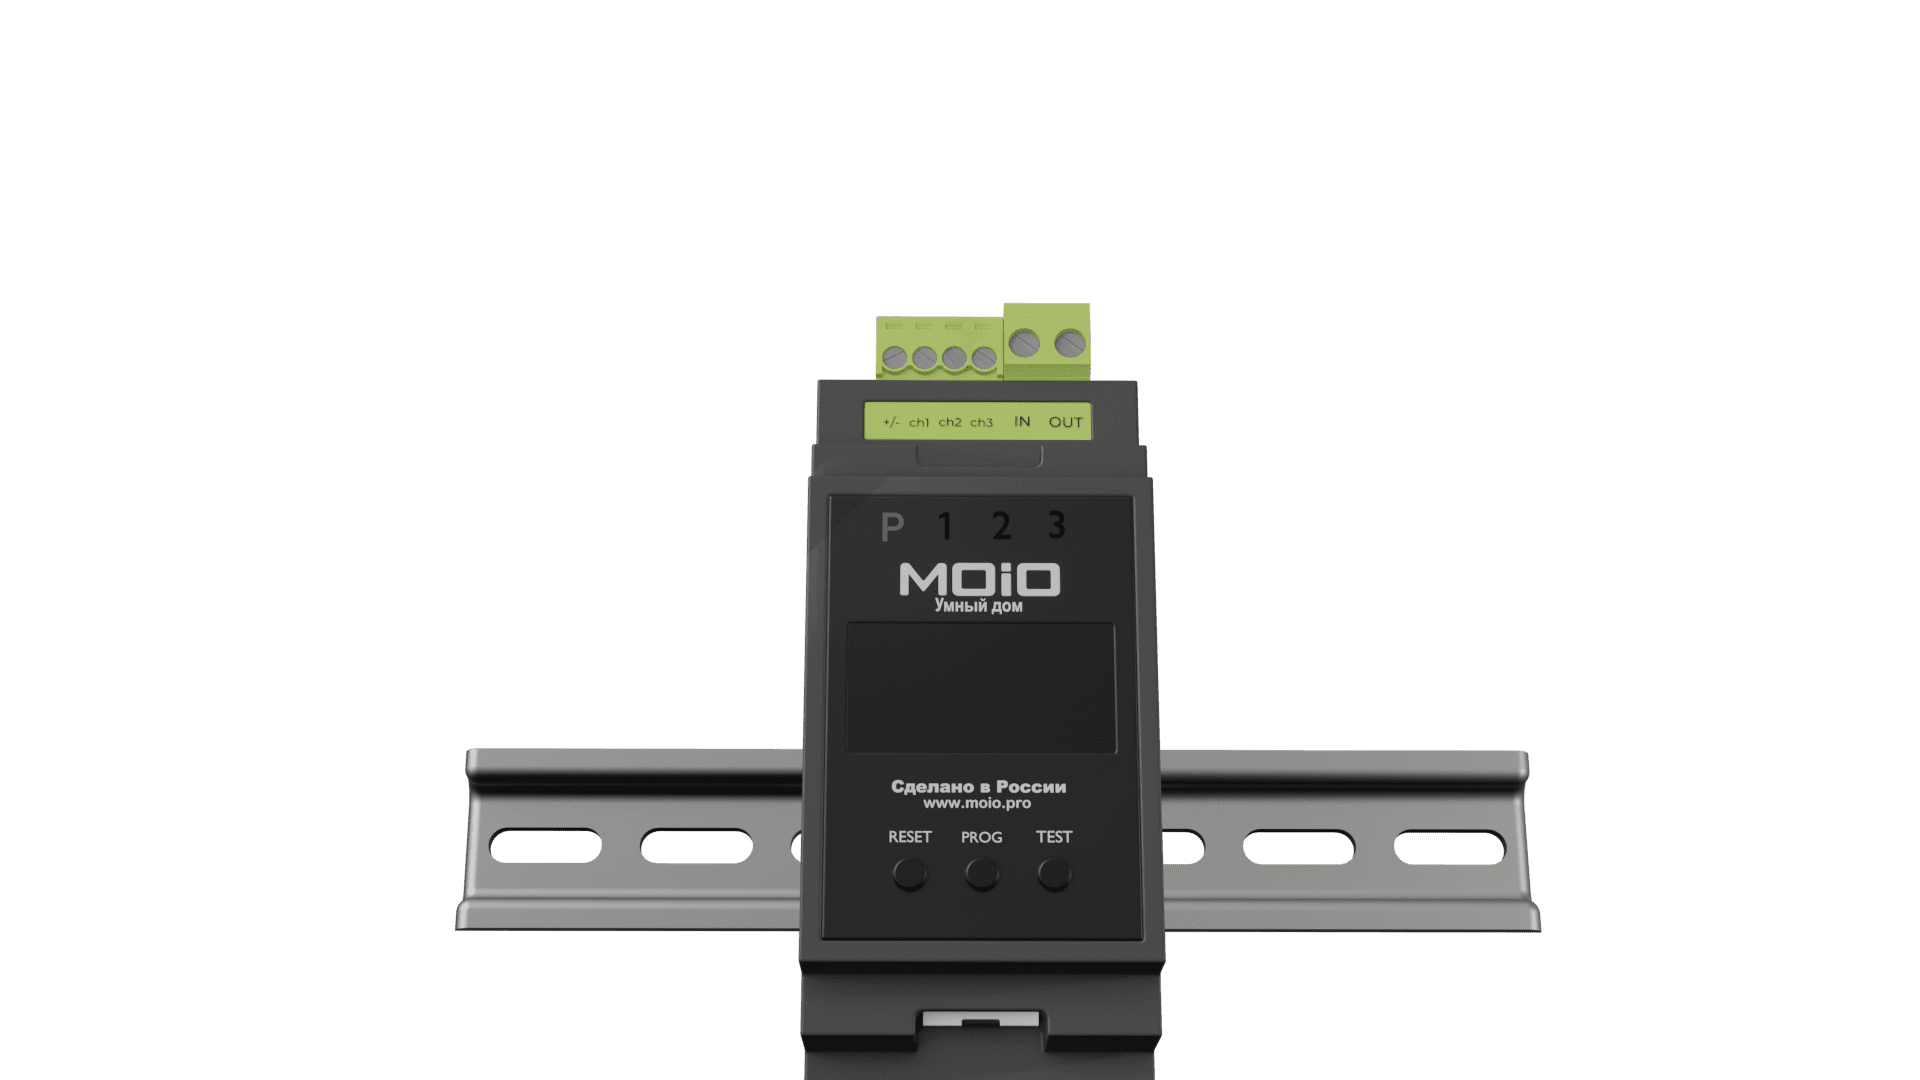 +/- ch1 ch2 ch3 IN OUT
P 1 2 3
MOiO
Умный дом
Сделано в России
www.moio.pro
RESET PROG TEST